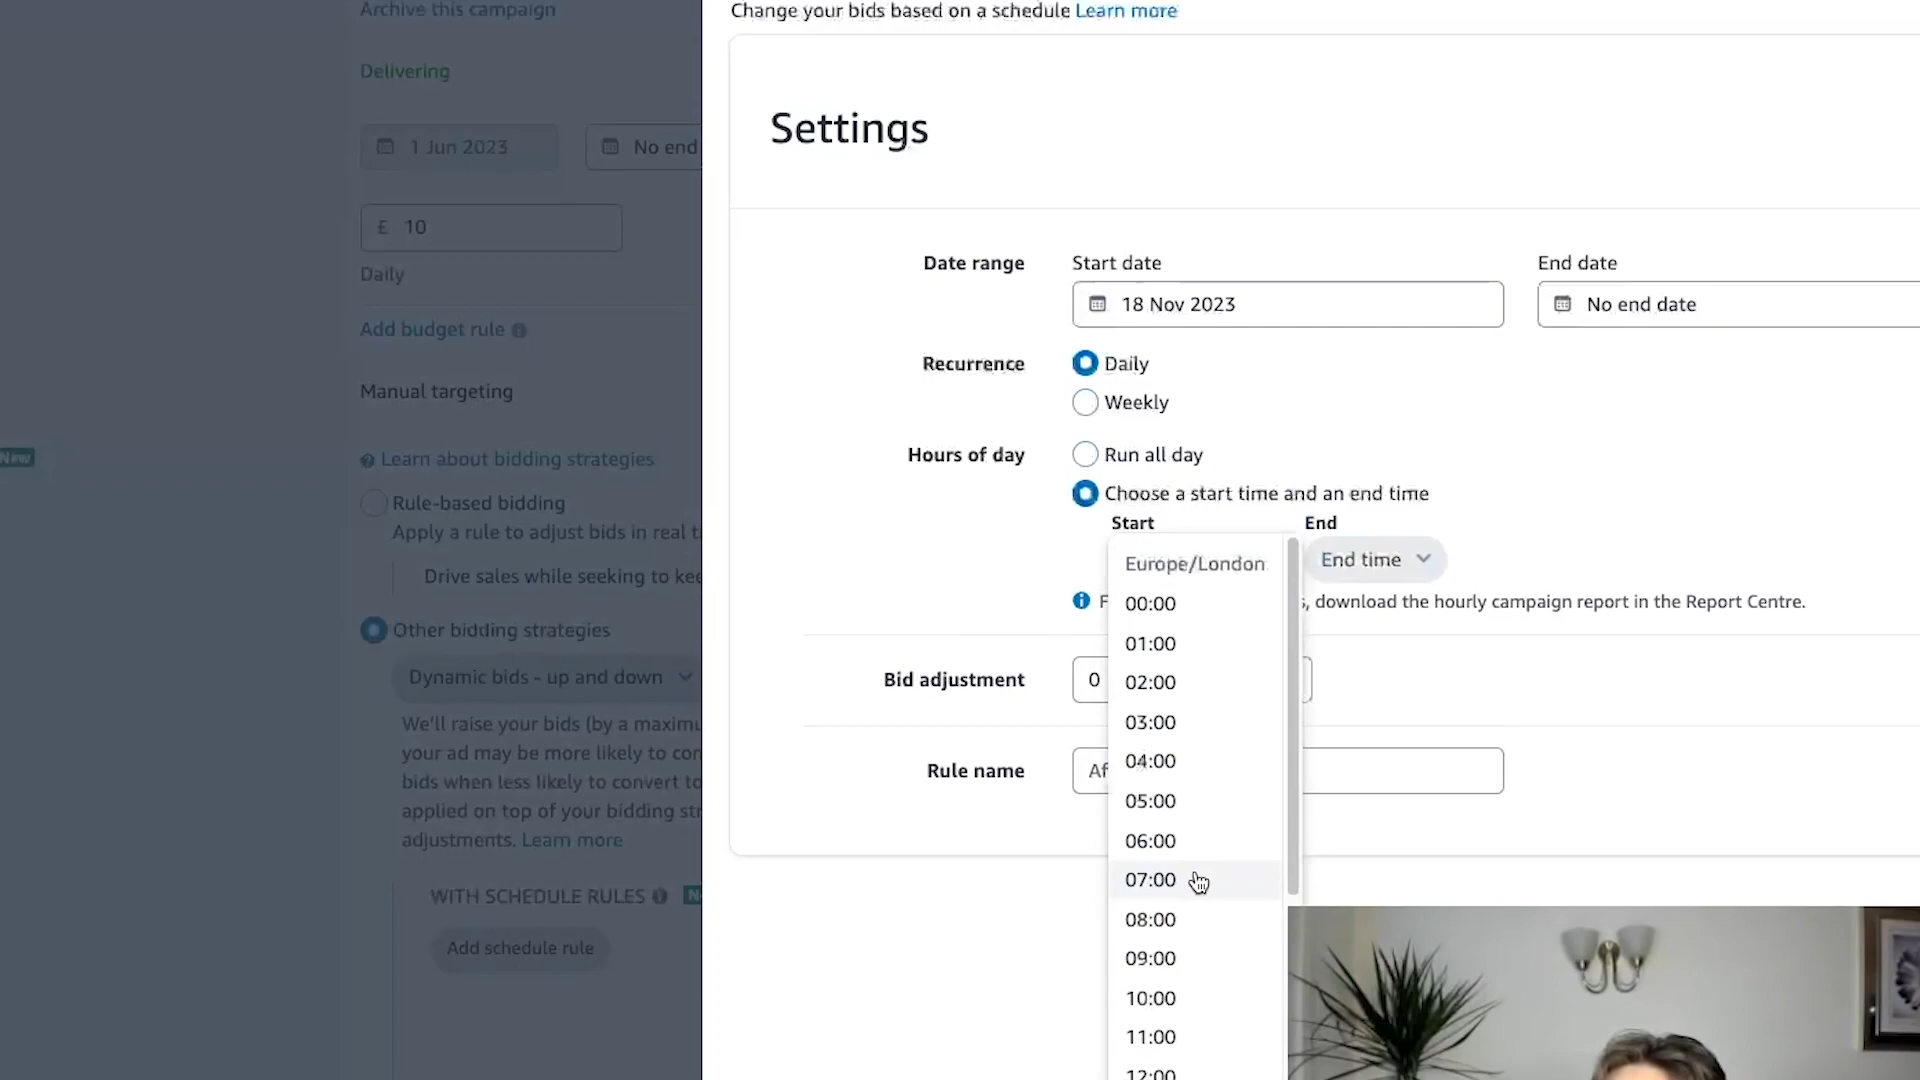 Archive this campaign
Delivering
1 Jun 2023
No end
£ 10
Daily
Add budget rule
Manual targeting
New
Learn about bidding strategies
Rule-based bidding
Apply a rule to adjust bids in real t
Drive sales while seeking to kee
Other bidding strategies
Dynamic bids - up and down
We'll raise your bids (by a maximu
your ad may be more likely to con
bids when less likely to convert to
applied on top of your bidding str
adjustments. Learn more
WITH SCHEDULE RULES
Add schedule rule
Change your bids based on a schedule Learn more
Settings
Date range
Start date
18 Nov 2023
End date
No end date
Recurrence
Daily
Weekly
Hours of day
Run all day
Choose a start time and an end time
Start
End
Europe/London
End time
, download the hourly campaign report in the Report Centre.
00:00
01:00
02:00
03:00
04:00
05:00
06:00
07:00
08:00
09:00
10:00
11:00
12:00
Bid adjustment
0
Rule name